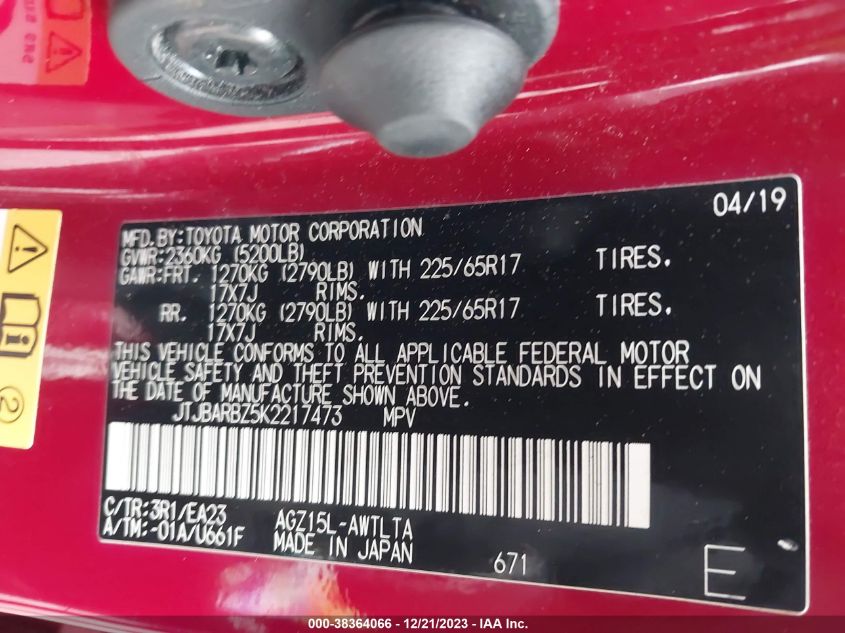 04/19
MFD.BY:TOYOTA MOTOR CORPORATION
GVWR:2360KG (5200LB)
GAWR:FRT. 1270KG (2790LB) WITH 225/65R17 TIRES.
17X7J RIMS.
RR. 1270KG (2790LB) WITH 225/65R17 TIRES.
17X7J RIMS.
THIS VEHICLE CONFORMS TO ALL APPLICABLE FEDERAL MOTOR
VEHICLE SAFETY AND THEFT PREVENTION STANDARDS IN EFFECT ON
THE DATE OF MANUFACTURE SHOWN ABOVE.
JTJBARBZ5K2217473 MPV
C/TR:3R1/EA23 AGZ15L-AWTLTA
A/TM:-01A/U661F MADE IN JAPAN
671
E
2
000-38364066 - 12/21/2023 - IAA Inc.